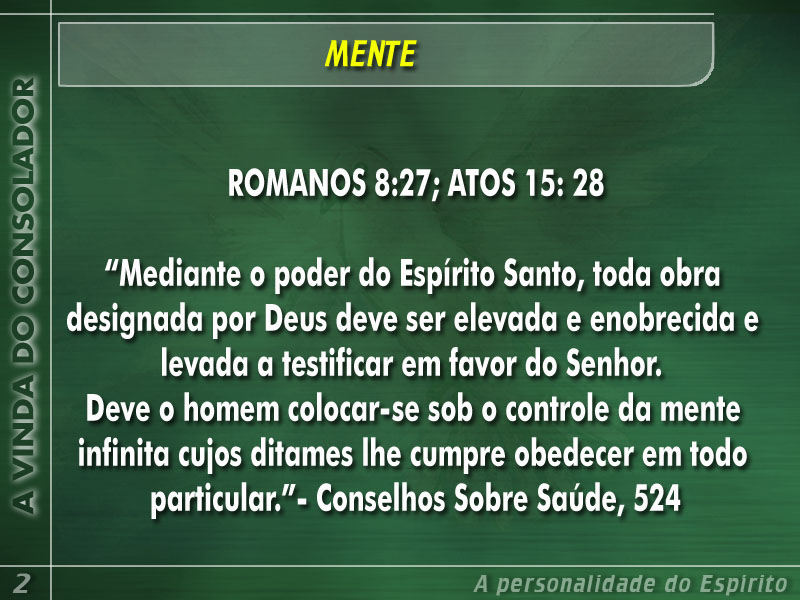 MENTE
ROMANOS 8:27; ATOS 15: 28
“Mediante o poder do Espírito Santo, toda obra
designada por Deus deve ser elevada e enobrecida e
levada a testificar em favor do Senhor.
Deve o homem colocar-se sob o controle da mente
infinita cujos ditames lhe cumpre obedecer em todo
particular.”- Conselhos Sobre Saúde, 524
A VINDA DO CONSOLADOR
2
A personalidade do Espírito